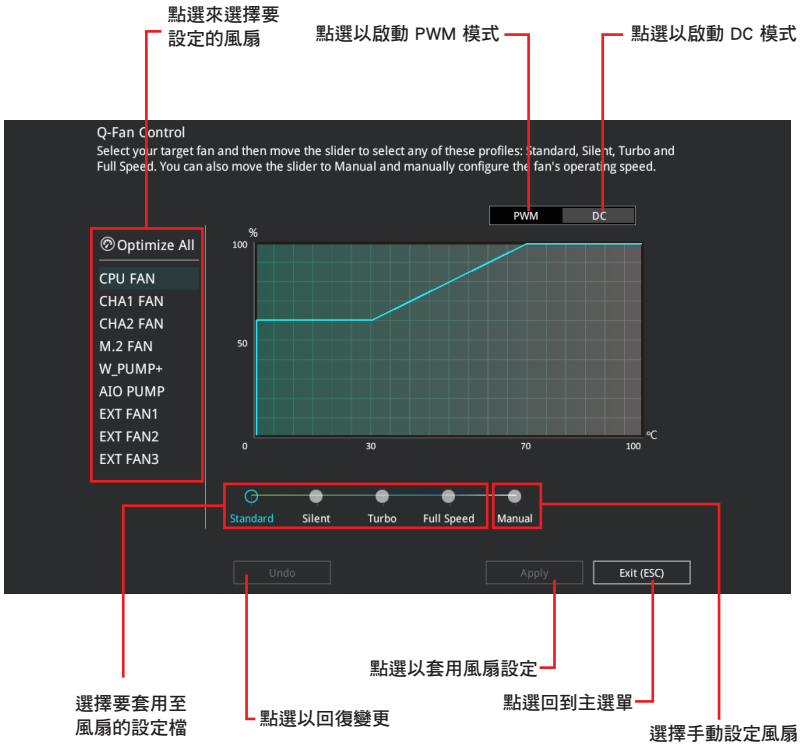 點選來選擇要
設定的風扇
點選以啟動 PWM 模式
點選以啟動 DC 模式
Q-Fan Control
Select your target fan and then move the slider to select any of these profiles: Standard, Silent, Turbo and
Full Speed. You can also move the slider to Manual and manually configure the fan's operating speed.
PWM
DC
Optimize All
CPU FAN
CHA1 FAN
CHA2 FAN
M.2 FAN
W_PUMP+
AIO PUMP
EXT FAN1
EXT FAN2
EXT FAN3
%
100
50
0
30
70
100
ºC
Standard
Silent
Turbo
Full Speed
Manual
Undo
Apply
Exit (ESC)
點選以套用風扇設定
選擇要套用至
風扇的設定檔
點選以回復變更
點選回到主選單
選擇手動設定風扇